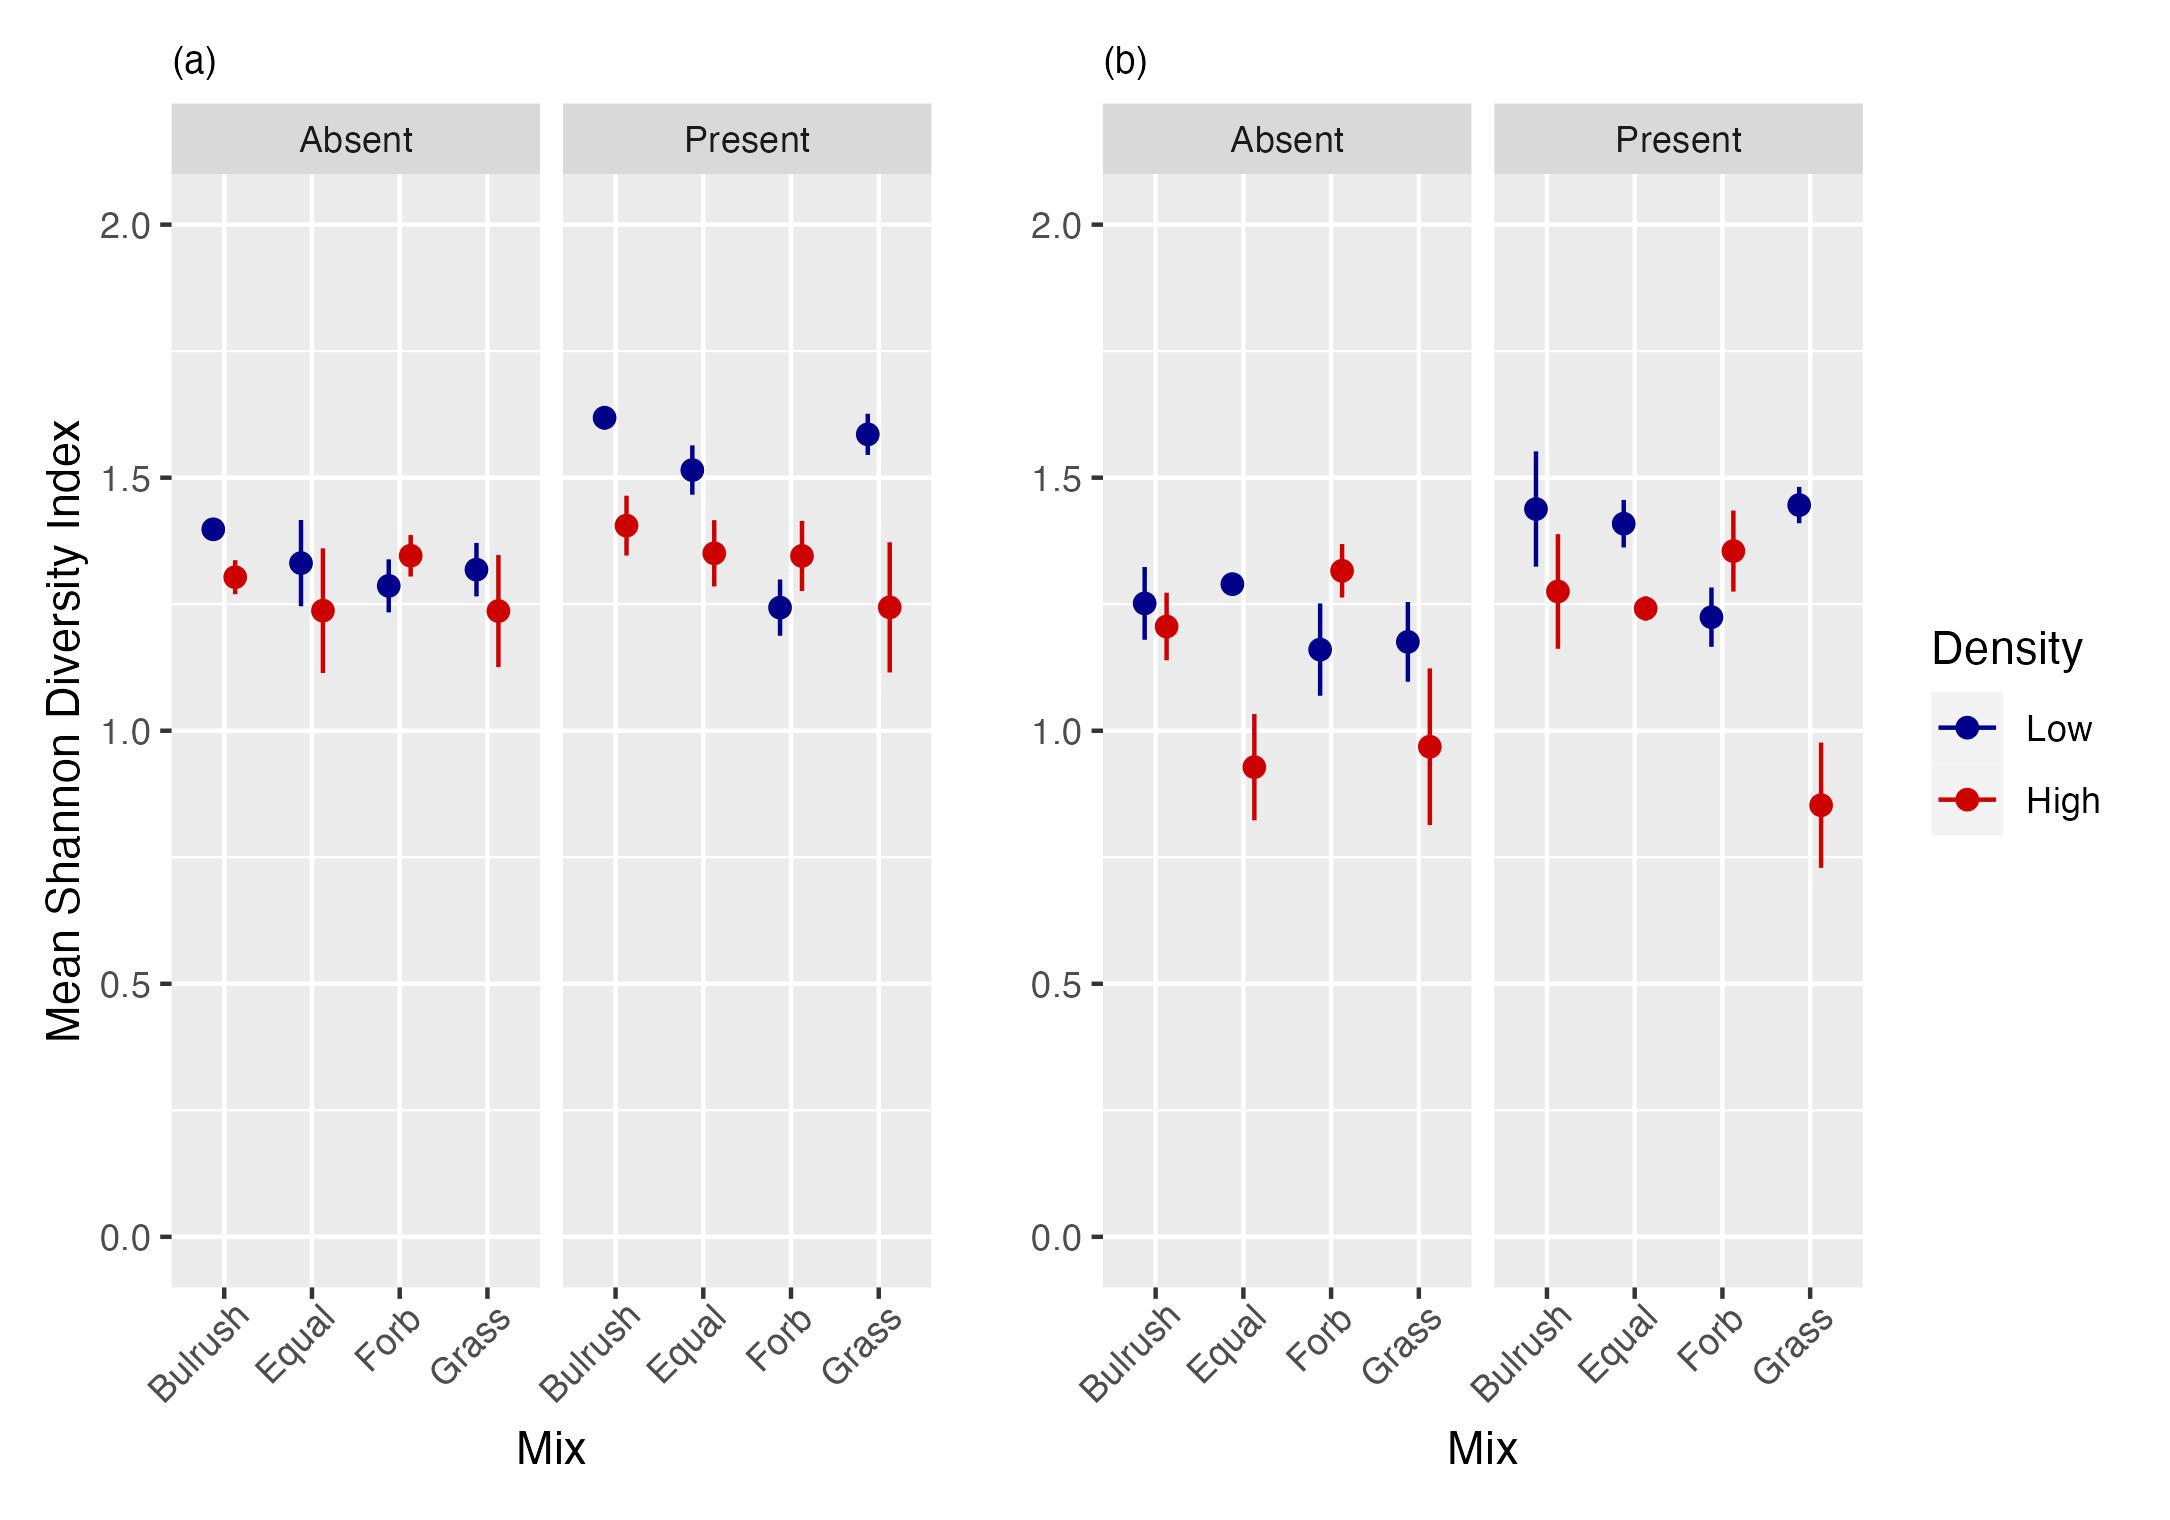 (a)
(b)
Absent
Present
Absent
Present
Mean Shannon Diversity Index
2.0
1.5
1.0
0.5
0.0
2.0
1.5
1.0
0.5
0.0
Bulrush
Equal
Forb
Grass
Bulrush
Equal
Forb
Grass
Bulrush
Equal
Forb
Grass
Bulrush
Equal
Forb
Grass
Mix
Mix
Density
Low
High